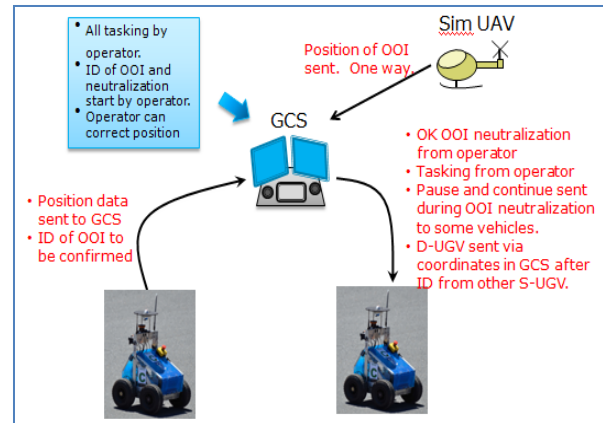 Sim UAV
• All tasking by
operator.
• ID of OOI and
neutralization
start by operator.
• Operator can
correct position
Position of OOI
sent. One way.
GCS
• OK OOI neutralization
from operator
• Tasking from operator
• Pause and continue sent
during OOI neutralization
to some vehicles.
• D-UGV sent via
coordinates in GCS after
ID from other S-UGV.
• Position data
sent to GCS
• ID of OOI to
be confirmed